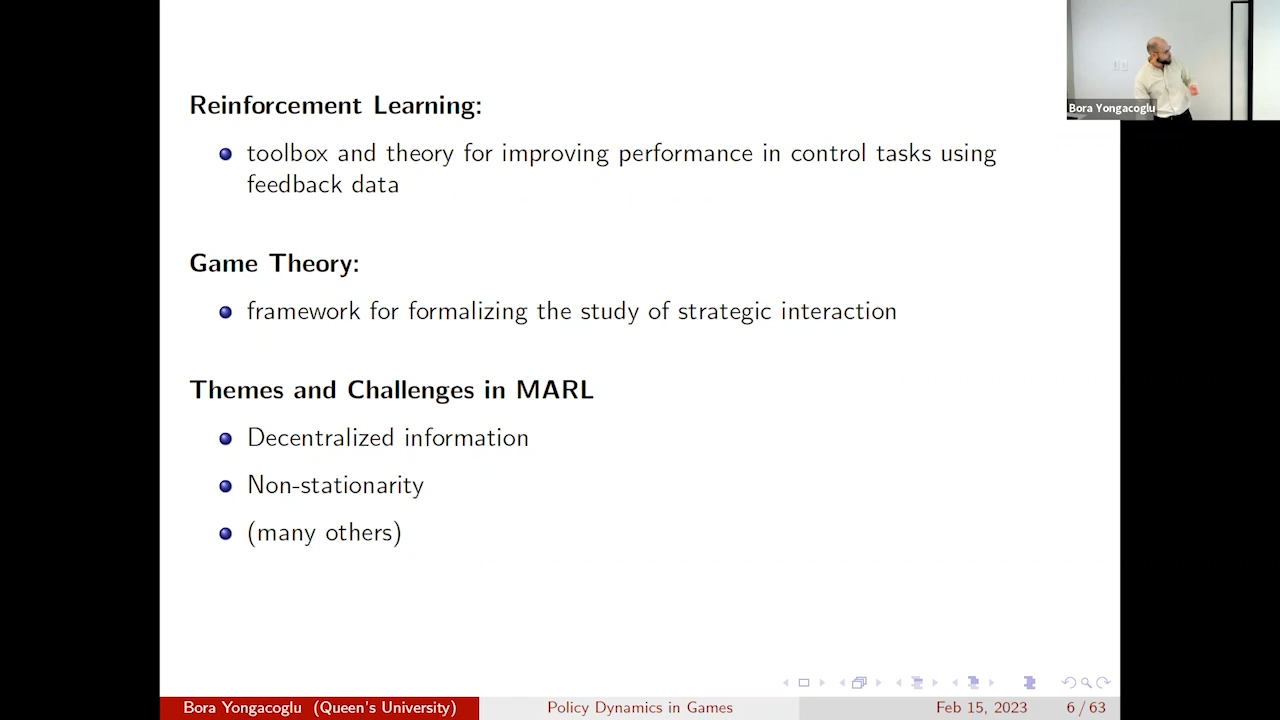 Reinforcement Learning:
toolbox and theory for improving performance in control tasks using
feedback data
Game Theory:
framework for formalizing the study of strategic interaction
Themes and Challenges in MARL
Decentralized information
Non-stationarity
(many others)
Bora Yongacoglu
Bora Yongacoglu (Queen's University)
Policy Dynamics in Games
Feb 15, 2023
6 / 63